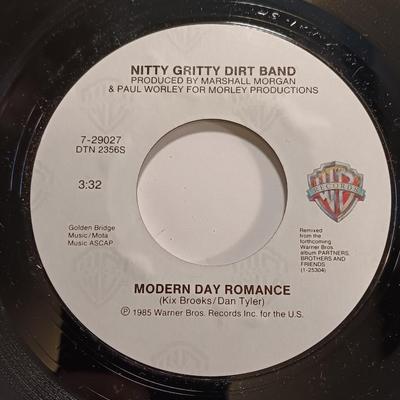 NITTY GRITTY DIRT BAND
PRODUCED BY MARSHALL MORGAN
& PAUL WORLEY FOR MORLEY PRODUCTIONS
7-29027
DTN 2356S
3:32
RECORDS
Golden Bridge
Music/Mota
Music ASCAP
Remixed
from the
forthcoming
Warner Bros.
album PARTNERS,
BROTHERS AND
FRIENDS
(1-25304)
MODERN DAY ROMANCE
(Kix Brooks/Dan Tyler)
Ⓟ 1985 Warner Bros. Records Inc. for the U.S.